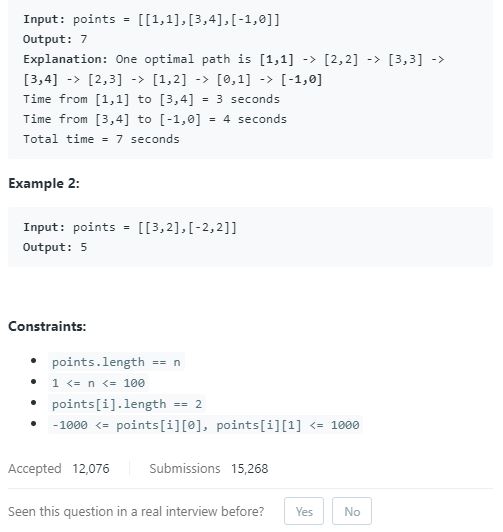 Input: points = [[1,1],[3,4],[-1,0]]
Output: 7
Explanation: One optimal path is [1,1] -> [2,2] -> [3,3] ->
[3,4] -> [2,3] -> [1,2] -> [0,1] -> [-1,0]
Time from [1,1] to [3,4] = 3 seconds
Time from [3,4] to [-1,0] = 4 seconds
Total time = 7 seconds
Example 2:
Input: points = [[3,2],[-2,2]]
Output: 5
Constraints:
• points.length == n
• 1 <= n <= 100
• points[i].length == 2
• -1000 <= points[i][0], points[i][1] <= 1000
Accepted 12,076 Submissions 15,268
Seen this question in a real interview before? Yes No